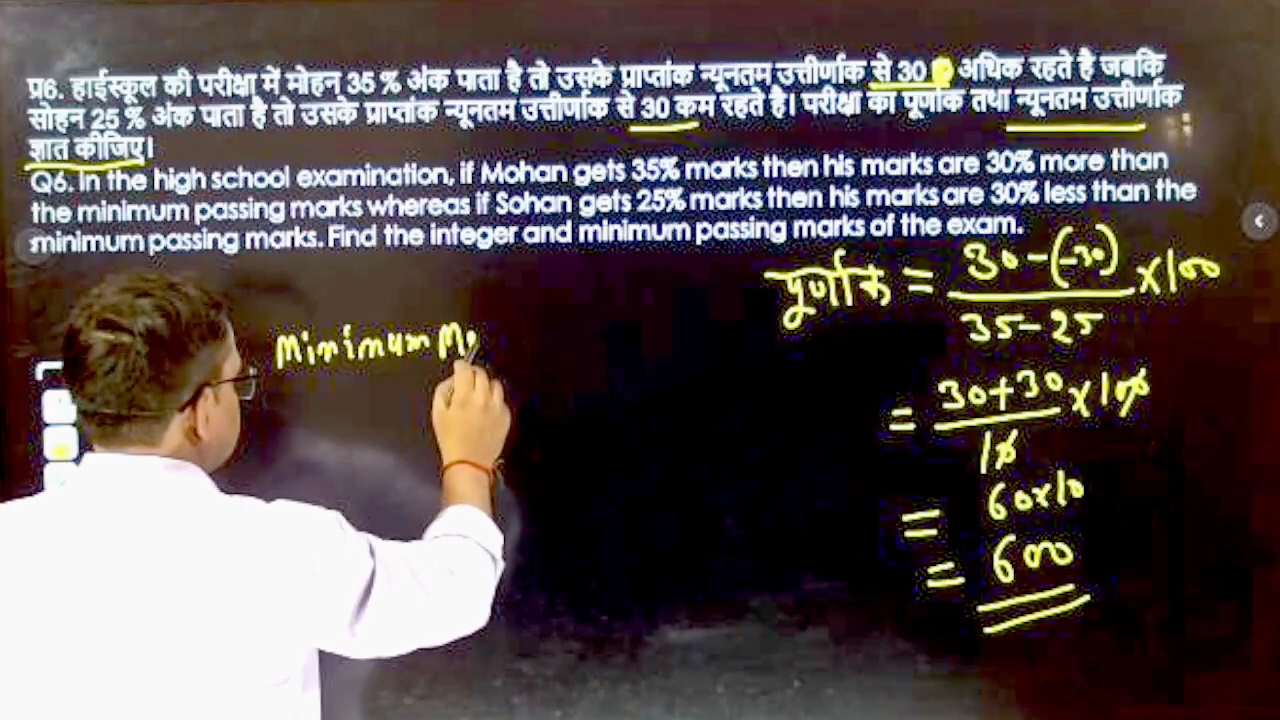 प्र6. हाईस्कूल की परीक्षा में मोहन 35 % अंक पाता है तो उसके प्राप्तांक न्यूनतम उत्तीर्णांक से 30 अधिक रहते है जबकि
सोहन 25 % अंक पाता है तो उसके प्राप्तांक न्यूनतम उत्तीर्णांक से 30 कम रहते है। परीक्षा का पूर्णांक तथा न्यूनतम उत्तीर्णांक
ज्ञात कीजिए।
Q6. In the high school examination, if Mohan gets 35% marks then his marks are 30% more than
the minimum passing marks whereas if Sohan gets 25% marks then his marks are 30% less than the
minimum passing marks. Find the integer and minimum passing marks of the exam.
पूर्णांक = 30-(-30) / 35-25 × 100
= 30+30 / 10 × 100
= 60×10
= 600
Minimum